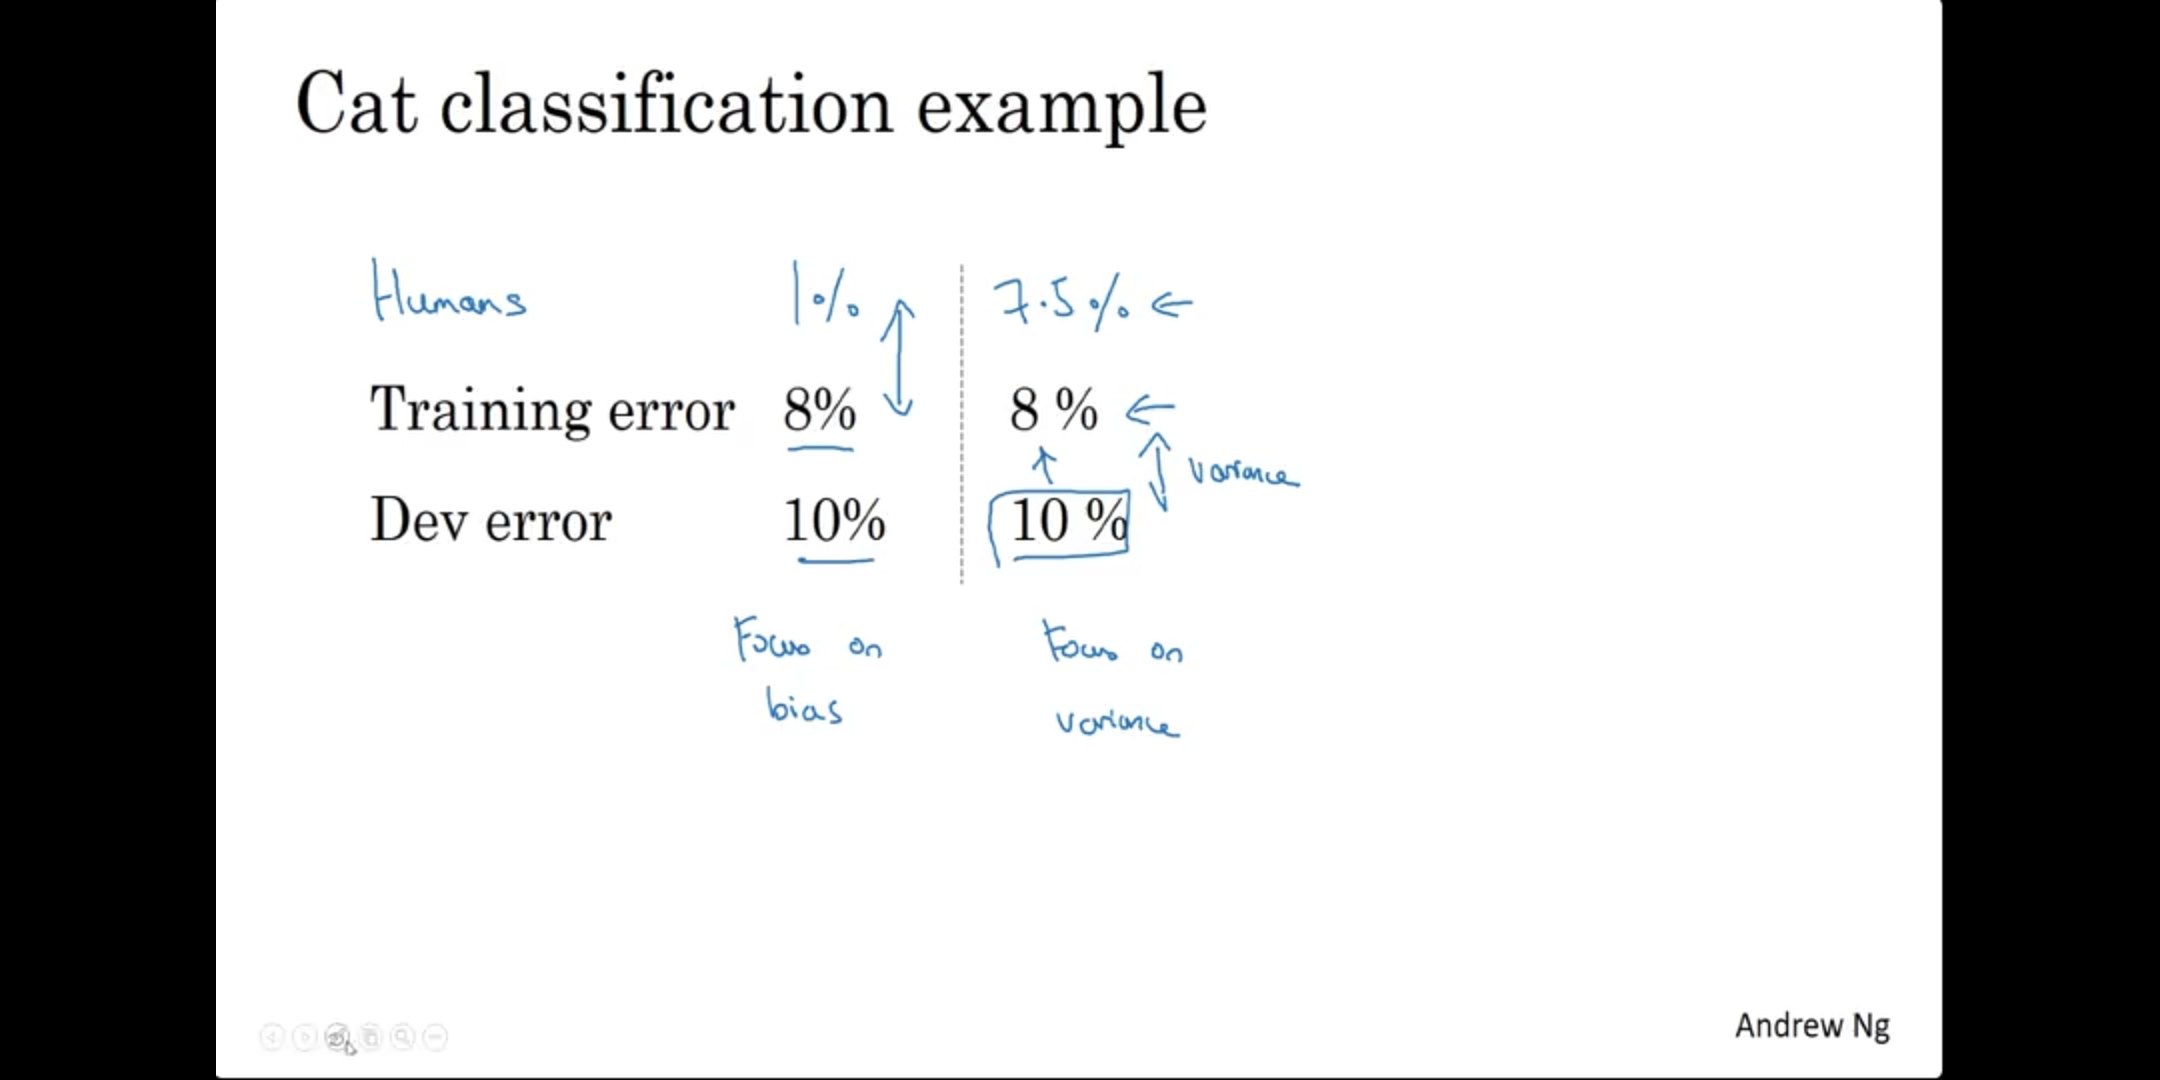 Cat classification example
Humans 1% 7.5% ←
Training error 8% 8 % ←
↑ variance
Dev error 10% 10 %
Focus on Focus on
bias variance
Andrew Ng